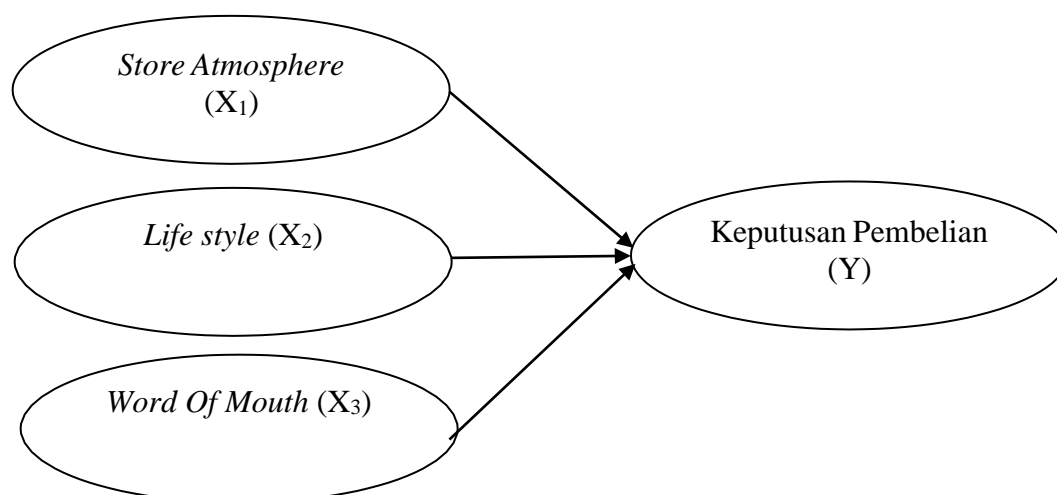 Store Atmosphere
(X₁)
Life style (X₂)
Keputusan Pembelian
(Y)
Word Of Mouth (X₃)